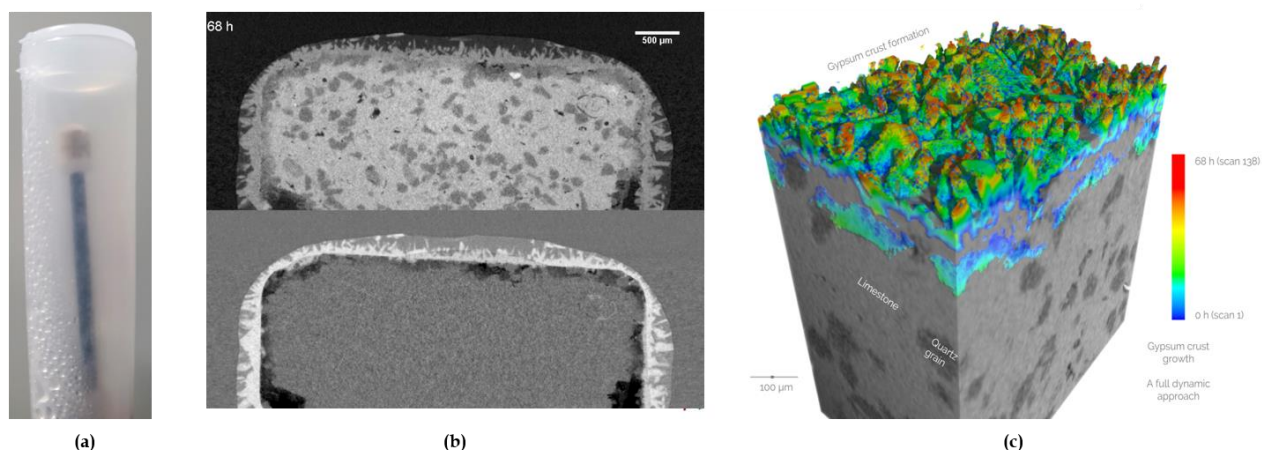 68 h
500 µm
Gypsum crust formation
68 h (scan 138)
0 h (scan 1)
Limestone
Quartz
grain
Gypsum crust
growth
A full dynamic
approach
100 µm
(a)
(b)
(c)